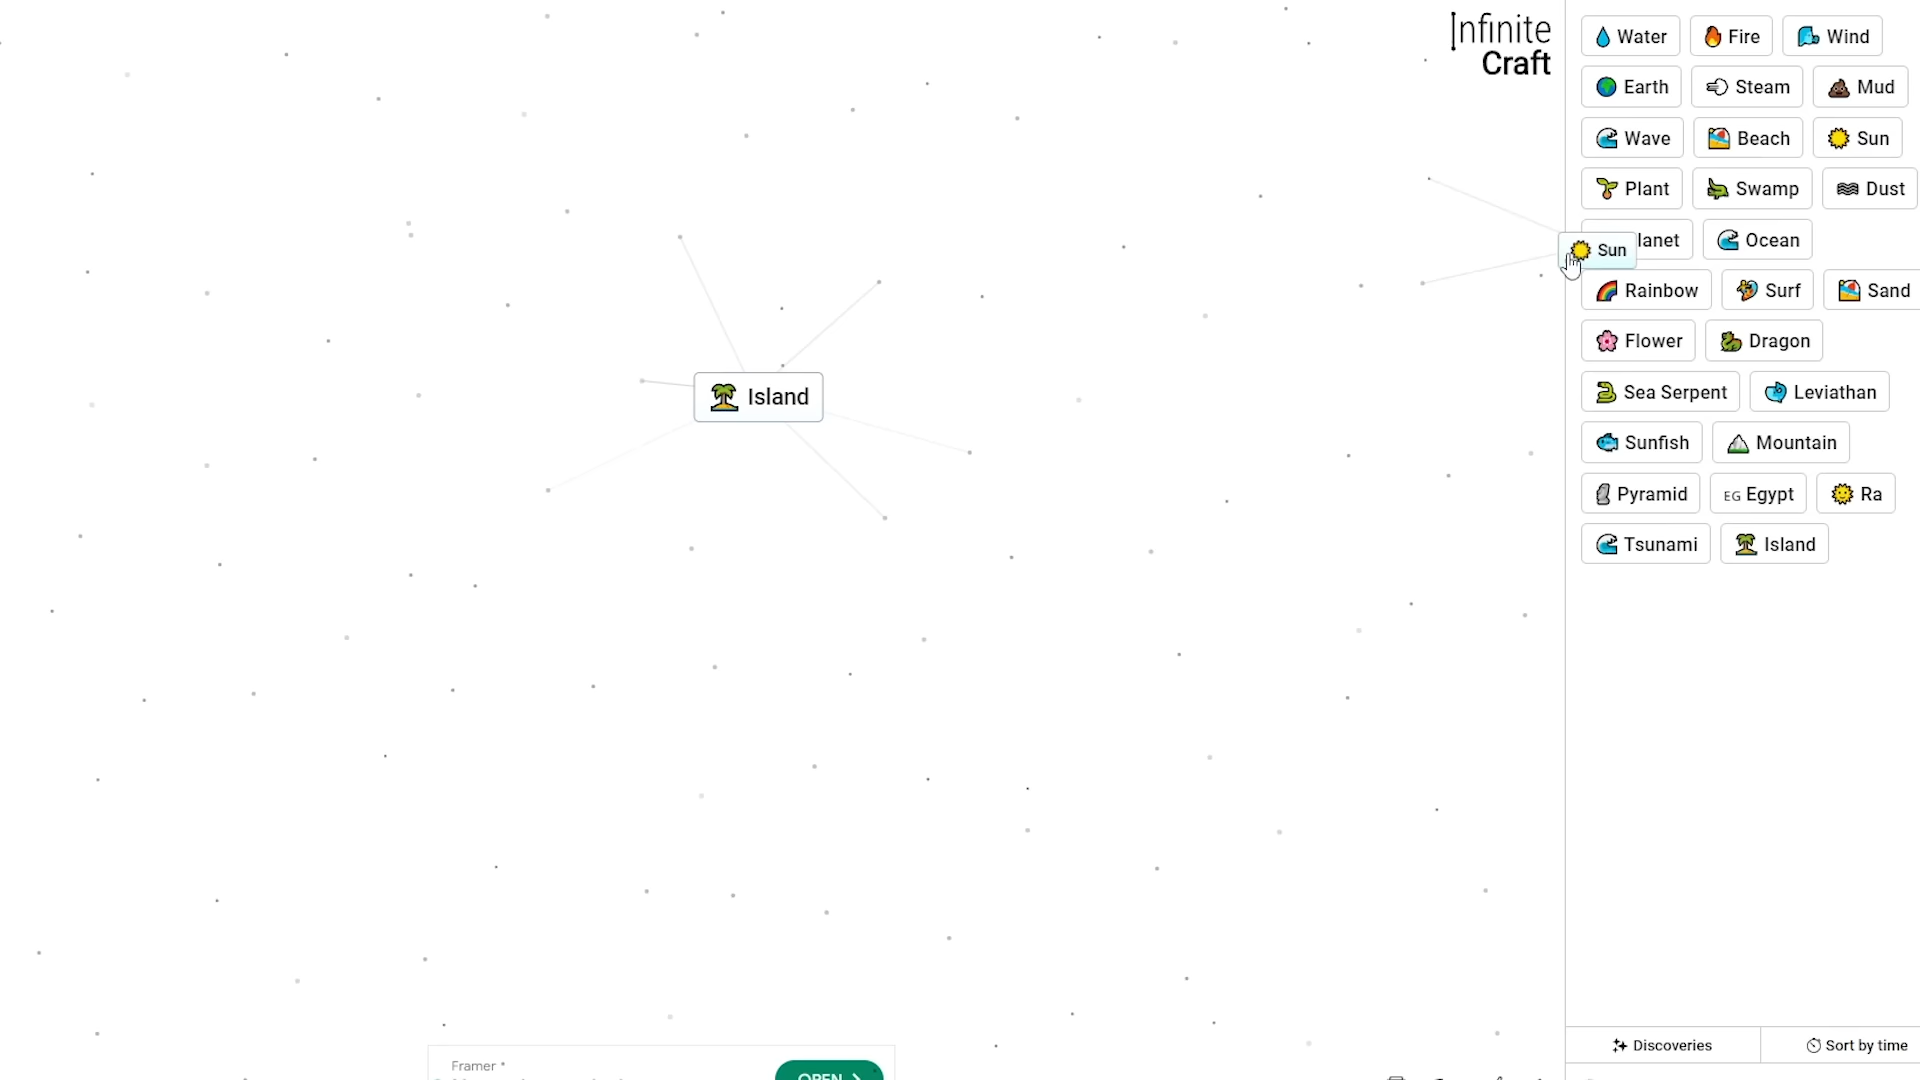 Infinite
Craft
Water Fire Wind
Earth Steam Mud
Wave Beach Sun
Plant Swamp Dust
lanet Ocean
Sun
Rainbow Surf Sand
Flower Dragon
Sea Serpent Leviathan
Sunfish Mountain
Pyramid EG Egypt Ra
Tsunami Island
Island
Discoveries Sort by time
Framer *
OPEN